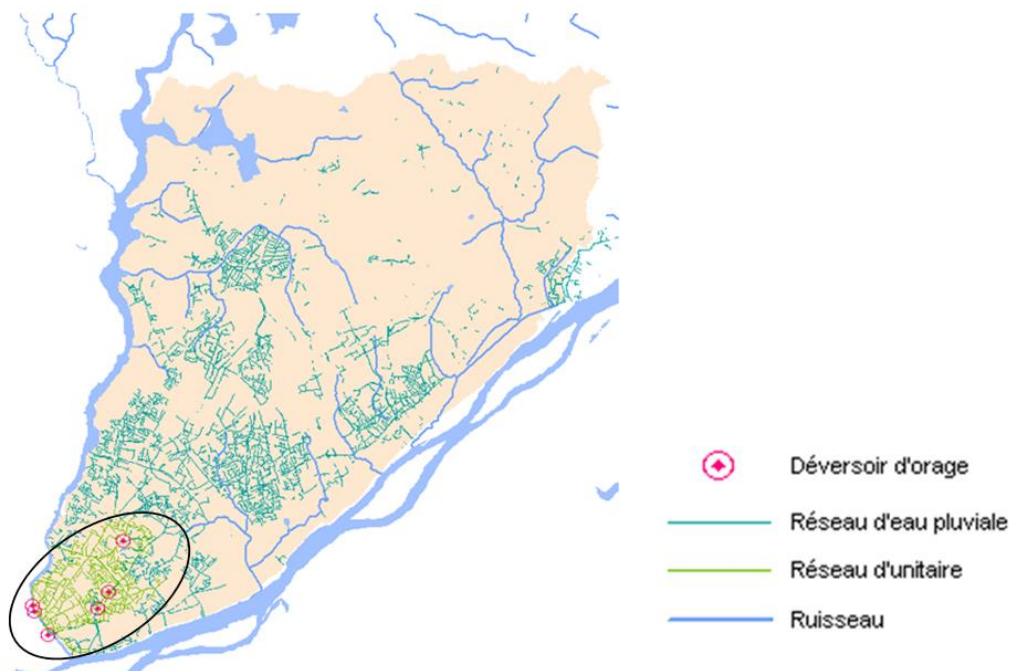 Déversoir d'orage
Réseau d'eau pluviale
Réseau d'unitaire
Ruisseau